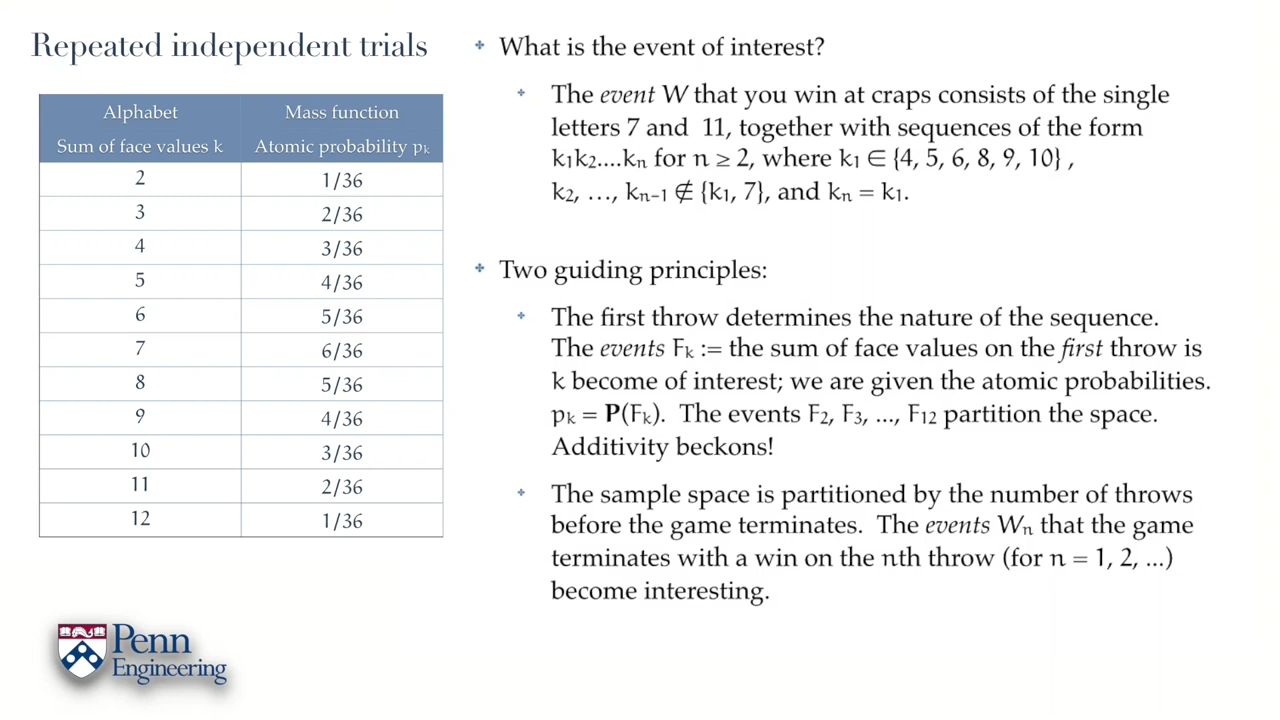 Repeated independent trials
Alphabet Mass function
Sum of face values k Atomic probability pₖ
2 1/36
3 2/36
4 3/36
5 4/36
6 5/36
7 6/36
8 5/36
9 4/36
10 3/36
11 2/36
12 1/36
What is the event of interest?
The event W that you win at craps consists of the single
letters 7 and 11, together with sequences of the form
k₁k₂....kₙ for n ≥ 2, where k₁ ∈ {4, 5, 6, 8, 9, 10} ,
k₂, …, kₙ₋₁ ∉ {k₁, 7}, and kₙ = k₁.
Two guiding principles:
The first throw determines the nature of the sequence.
The events Fₖ := the sum of face values on the first throw is
k become of interest; we are given the atomic probabilities.
pₖ = P(Fₖ). The events F₂, F₃, ..., F₁₂ partition the space.
Additivity beckons!
The sample space is partitioned by the number of throws
before the game terminates. The events Wₙ that the game
terminates with a win on the nth throw (for n = 1, 2, ...)
become interesting.
Penn
Engineering